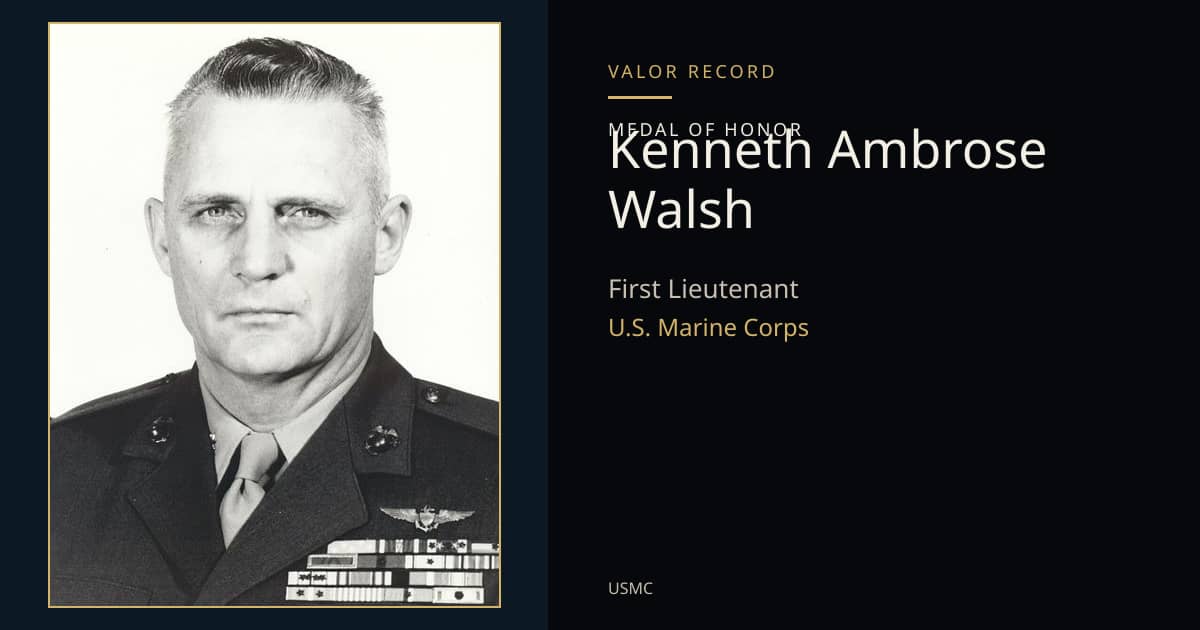 VALOR RECORD
MEDAL OF HONOR
Kenneth Ambrose
Walsh
First Lieutenant
U.S. Marine Corps
USMC